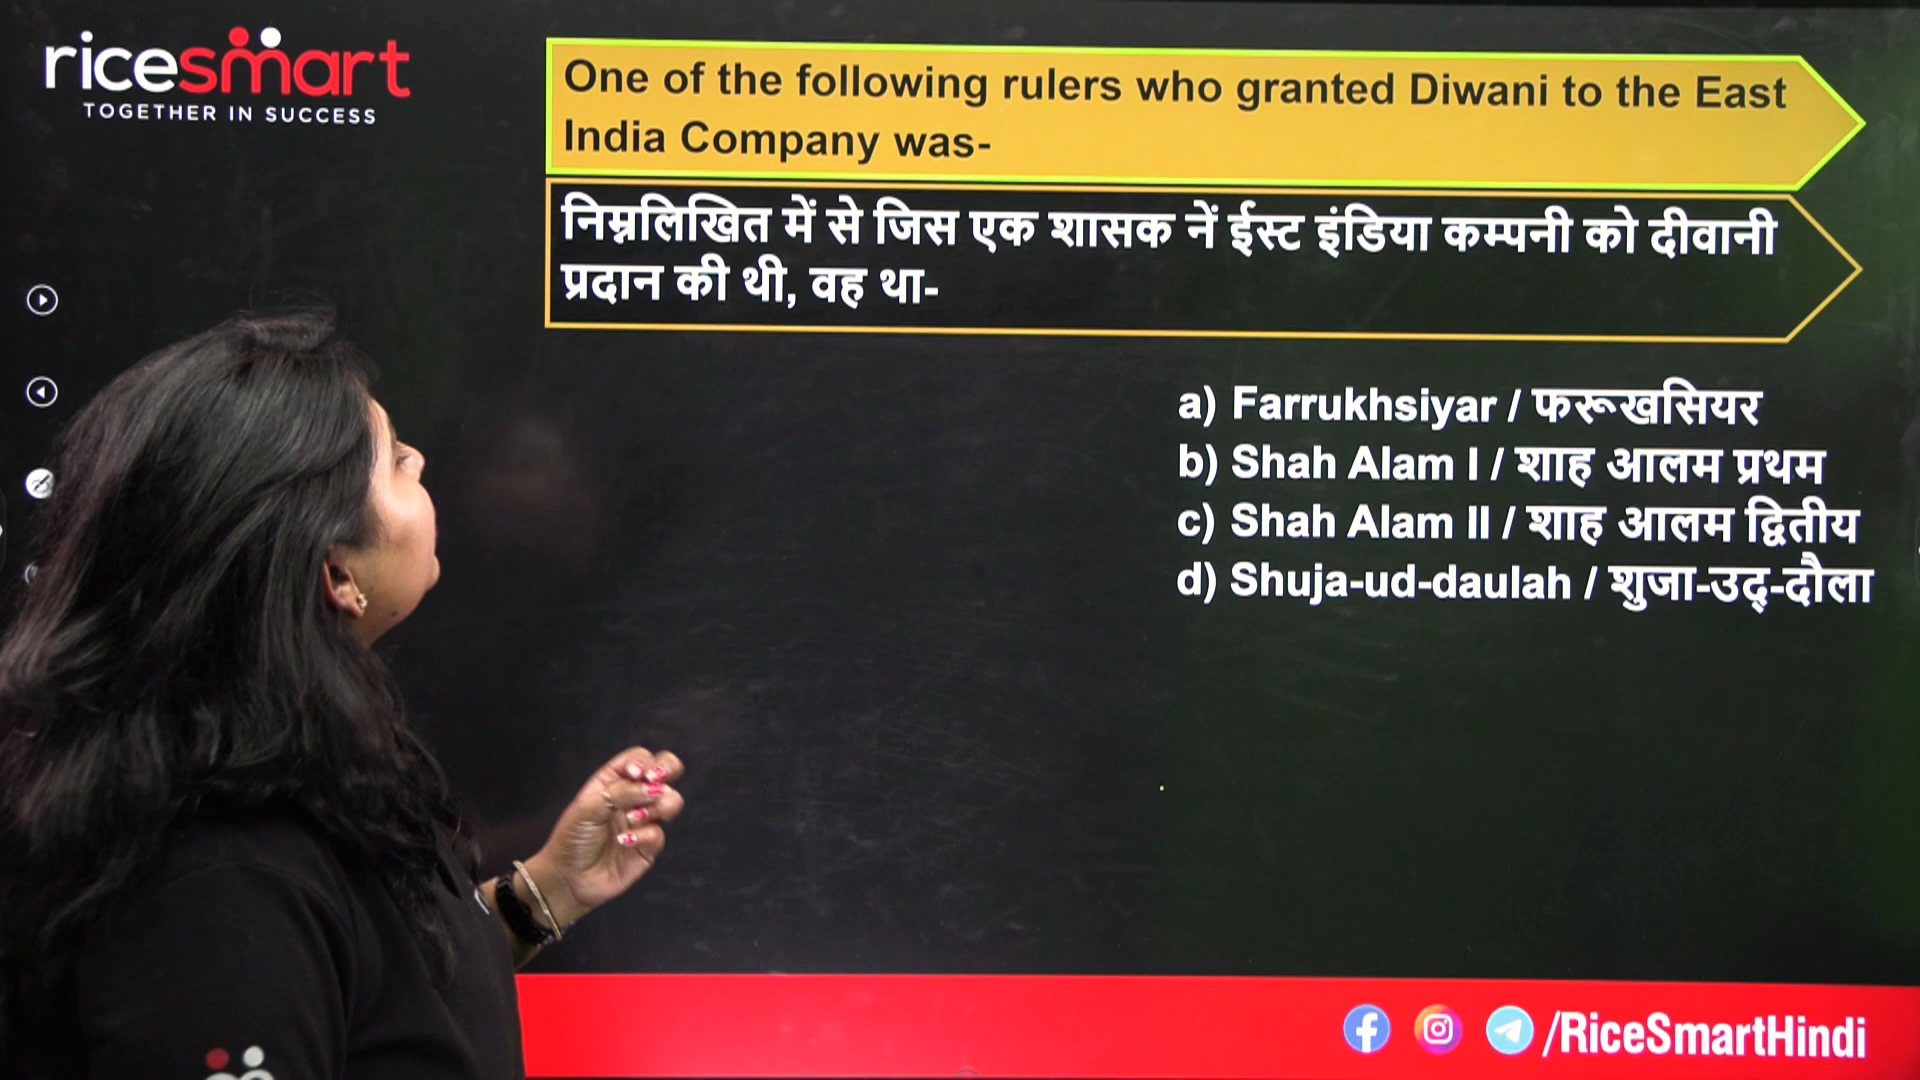 ricesmart
TOGETHER IN SUCCESS
One of the following rulers who granted Diwani to the East
India Company was-
निम्नलिखित में से जिस एक शासक नें ईस्ट इंडिया कम्पनी को दीवानी
प्रदान की थी, वह था-
a) Farrukhsiyar / फरूखसियर
b) Shah Alam I / शाह आलम प्रथम
c) Shah Alam II / शाह आलम द्वितीय
d) Shuja-ud-daulah / शुजा-उद्-दौला
/RiceSmartHindi